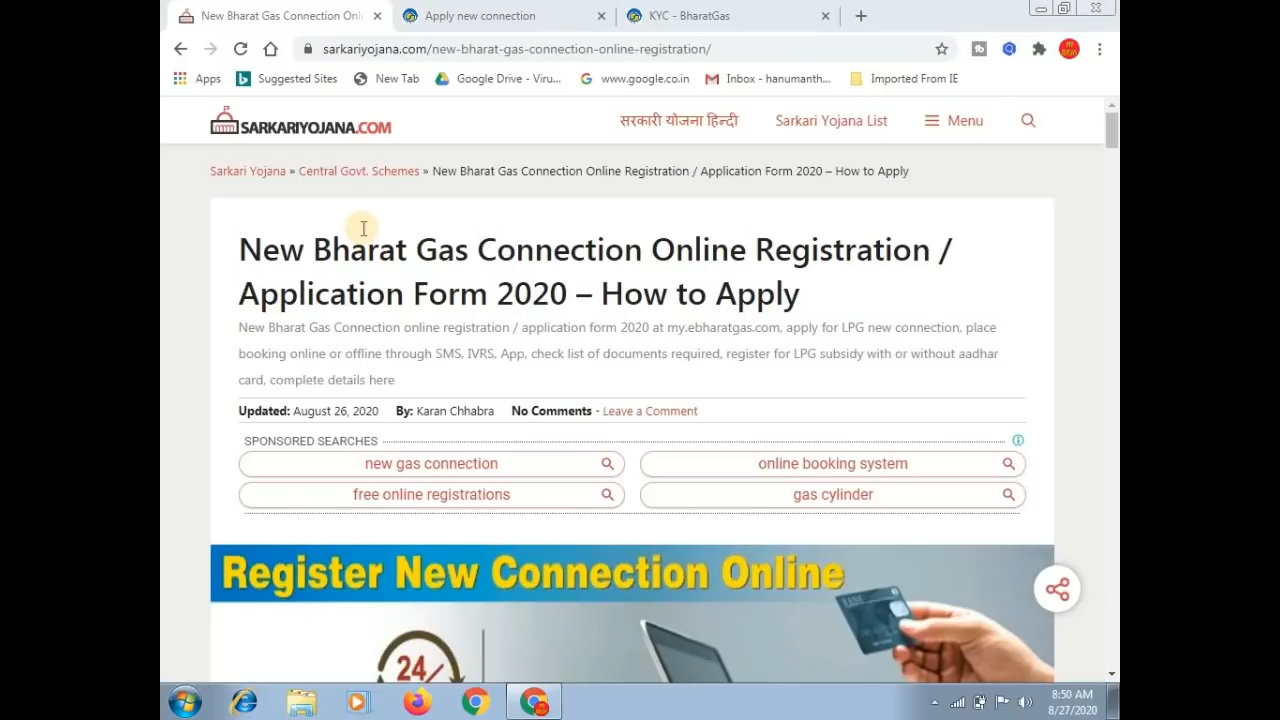 New Bharat Gas Connection Onli
Apply new connection
KYC - BharatGas
sarkariyojana.com/new-bharat-gas-connection-online-registration/
Apps
Suggested Sites
New Tab
Google Drive - Viru...
www.google.co.in
Inbox - hanumanth...
Imported From IE
SARKARIYOJANA.COM
सरकारी योजना हिन्दी
Sarkari Yojana List
Menu
Sarkari Yojana » Central Govt. Schemes » New Bharat Gas Connection Online Registration / Application Form 2020 – How to Apply
New Bharat Gas Connection Online Registration /
Application Form 2020 – How to Apply
New Bharat Gas Connection online registration / application form 2020 at my.ebharatgas.com, apply for LPG new connection, place
booking online or offline through SMS, IVRS, App, check list of documents required, register for LPG subsidy with or without aadhar
card, complete details here
Updated: August 26, 2020 By: Karan Chhabra No Comments - Leave a Comment
SPONSORED SEARCHES
new gas connection
online booking system
free online registrations
gas cylinder
Register New Connection Online
24/
8:50 AM
8/27/2020